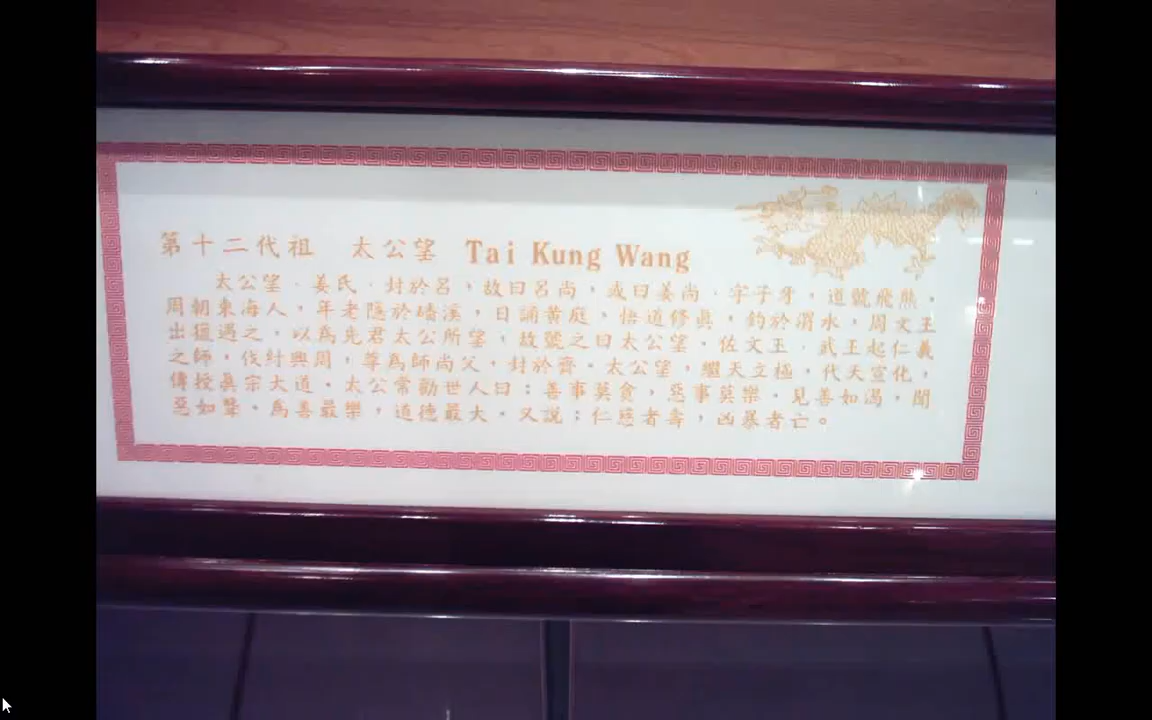 第十二代祖　太公望 Tai Kung Wang
太公望，姜氏，封於呂，故曰呂尚，或曰姜尚，字子牙，道號飛熊。
周朝東海人，年老隱於磻溪，日誦黃庭，悟道修眞，釣於渭水，周文王
出獵遇之，以為先君太公所望，故號之曰太公望。佐文王、武王起仁義
之師，伐紂興周，尊為師尚父，封於齊。太公望，繼天立極，代天宣化，
傳授眞宗大道。太公常勸世人曰：善事莫貪，惡事莫樂。見善如渴，聞
惡如聾。為善最樂，道德最大。又說：仁慈者壽，凶暴者亡。